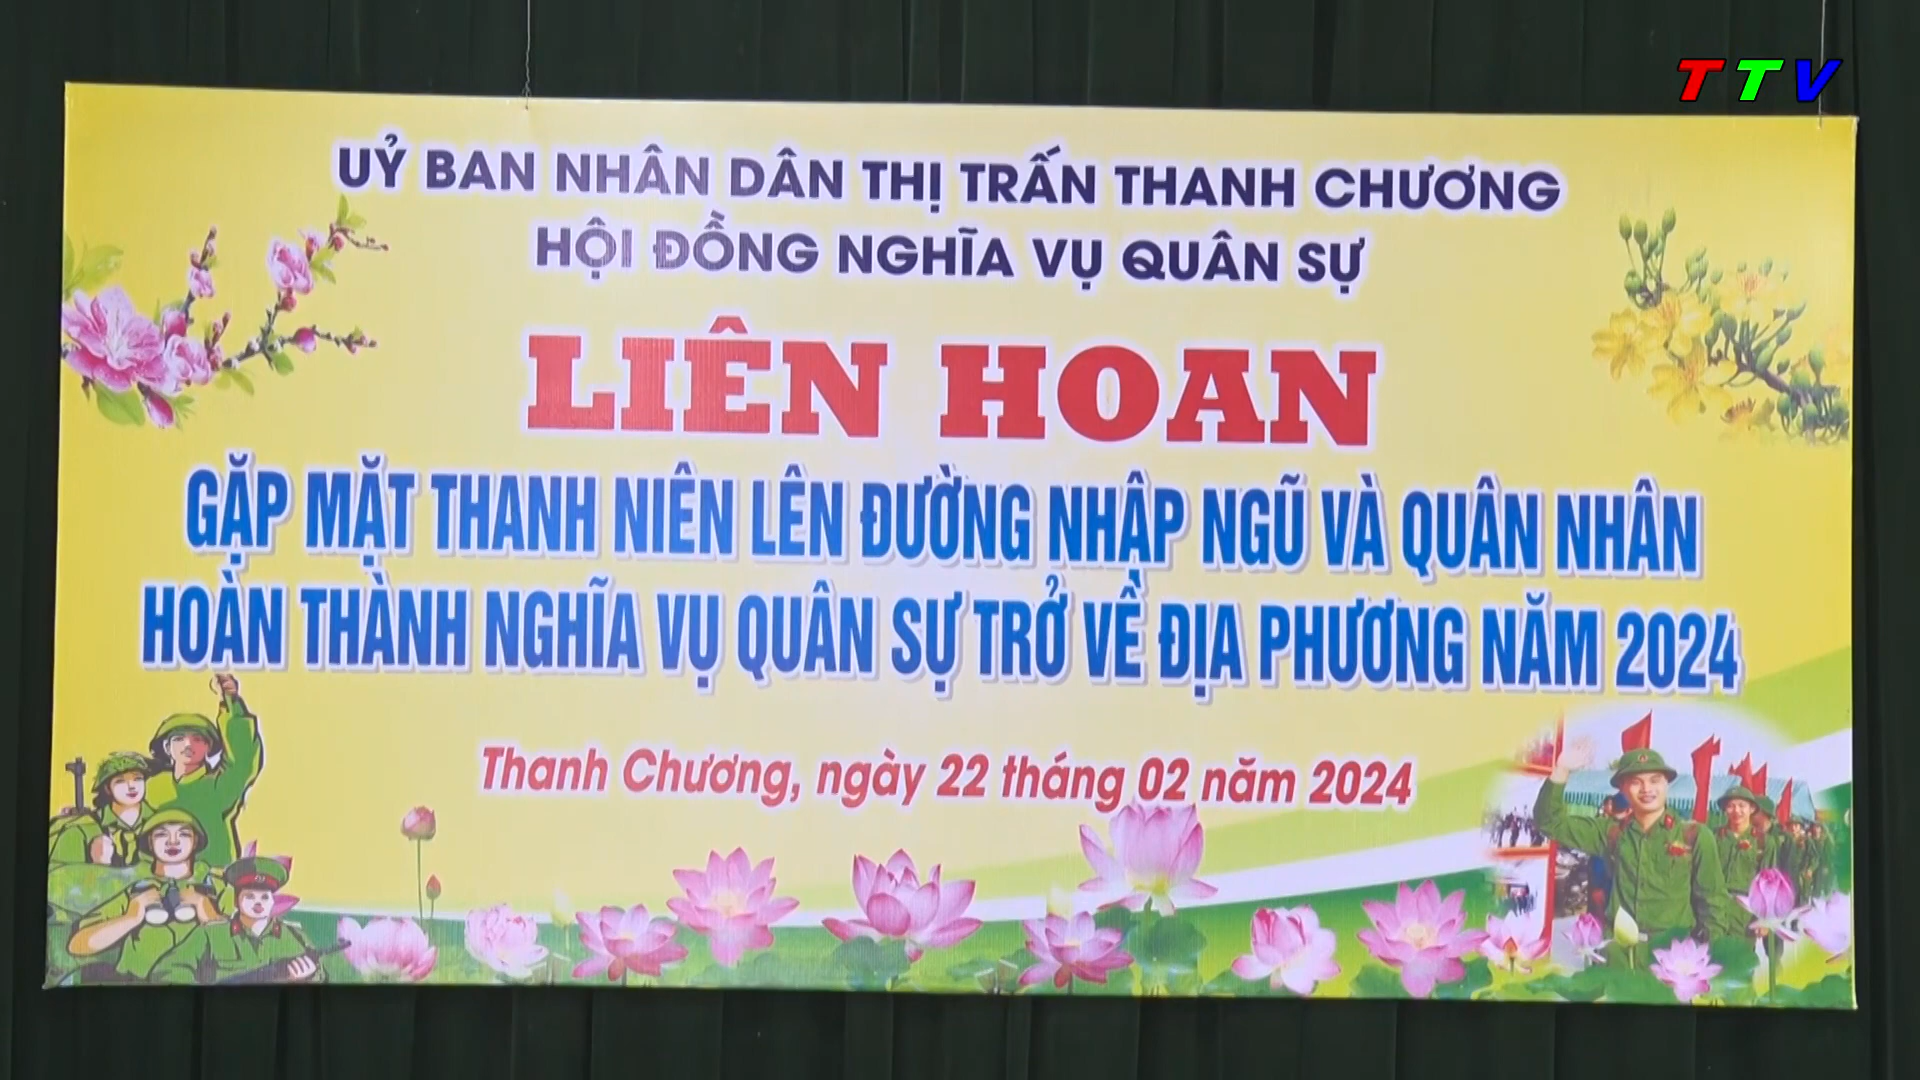 TTV
UỶ BAN NHÂN DÂN THỊ TRẤN THANH CHƯƠNG
HỘI ĐỒNG NGHĨA VỤ QUÂN SỰ
LIÊN HOAN
GẶP MẶT THANH NIÊN LÊN ĐƯỜNG NHẬP NGŨ VÀ QUÂN NHÂN
HOÀN THÀNH NGHĨA VỤ QUÂN SỰ TRỞ VỀ ĐỊA PHƯƠNG NĂM 2024
Thanh Chương, ngày 22 tháng 02 năm 2024